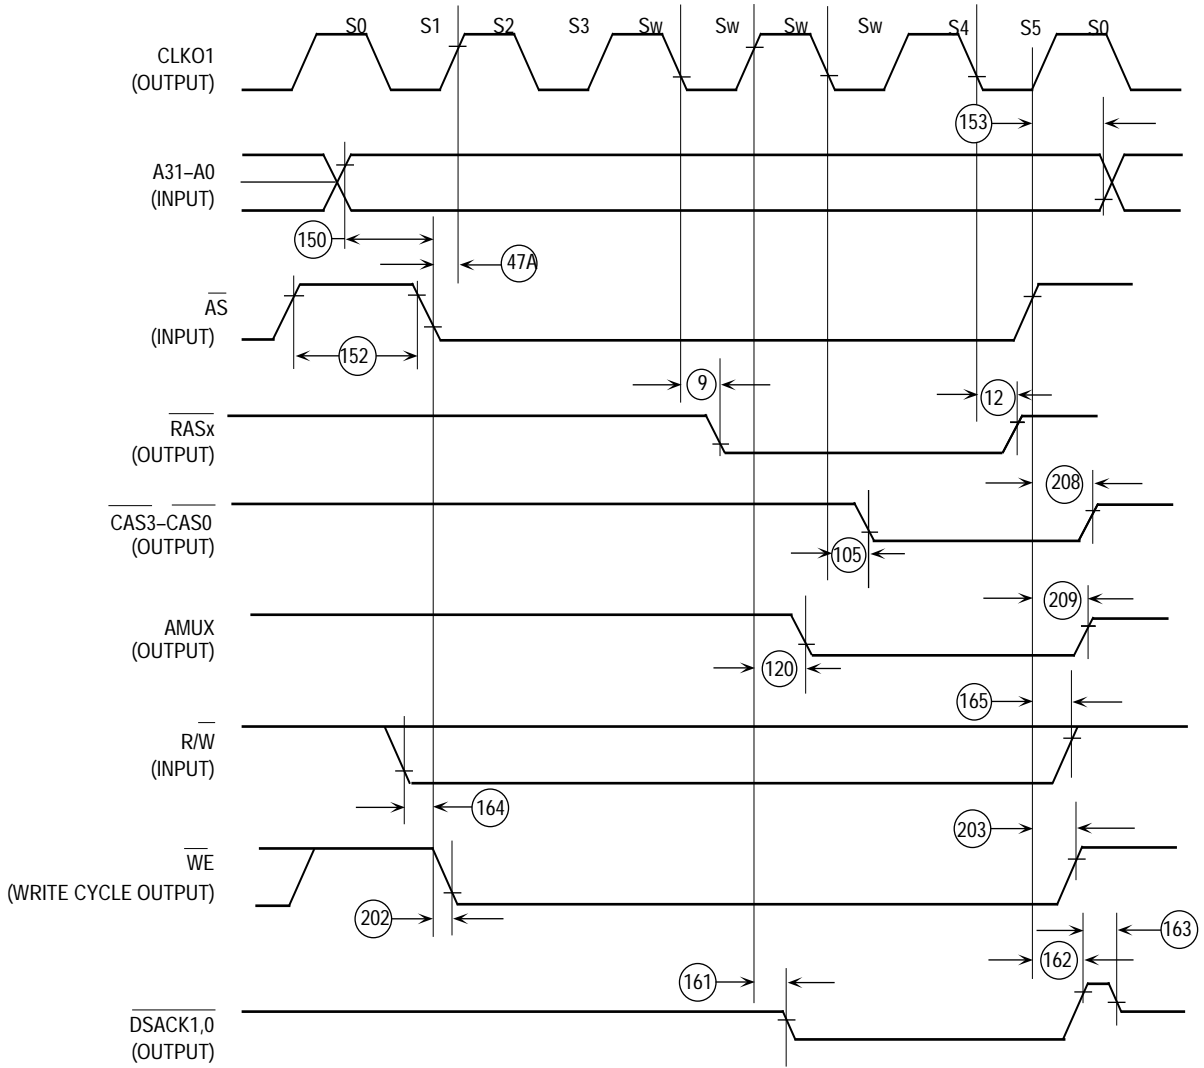 S0 S1 S2 S3 Sw Sw Sw Sw S4 S5 S0
CLKO1
(OUTPUT)
153
A31–A0
(INPUT)
150
47A
AS
(INPUT)
152
9
12
RASx
(OUTPUT)
208
CAS3–CAS0
(OUTPUT)
105
209
AMUX
(OUTPUT)
120
165
R/W
(INPUT)
164
203
WE
(WRITE CYCLE OUTPUT)
202
163
162
161
DSACK1,0
(OUTPUT)